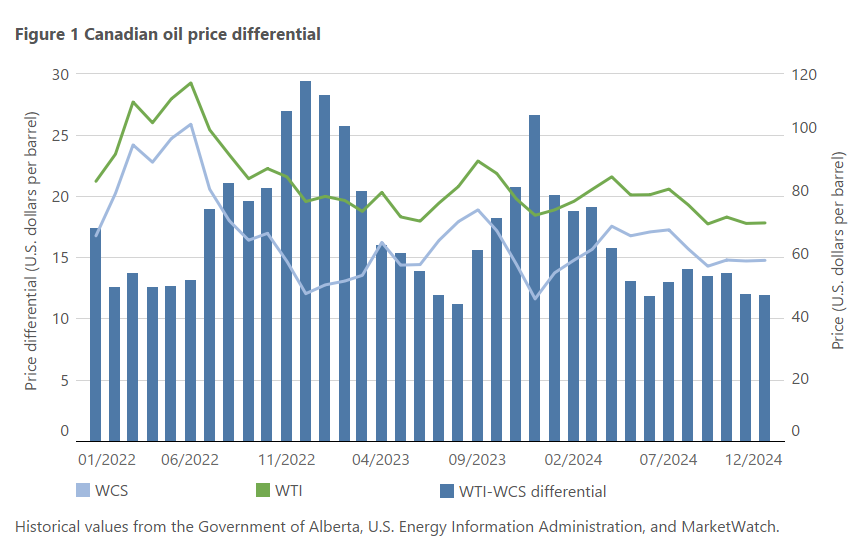 Figure 1 Canadian oil price differential
Price differential (U.S. dollars per barrel)
30
25
20
15
10
5
0
120
100
80
60
40
20
0
Price (U.S. dollars per barrel)
01/2022 06/2022 11/2022 04/2023 09/2023 02/2024 07/2024 12/2024
WCS WTI WTI-WCS differential
Historical values from the Government of Alberta, U.S. Energy Information Administration, and MarketWatch.